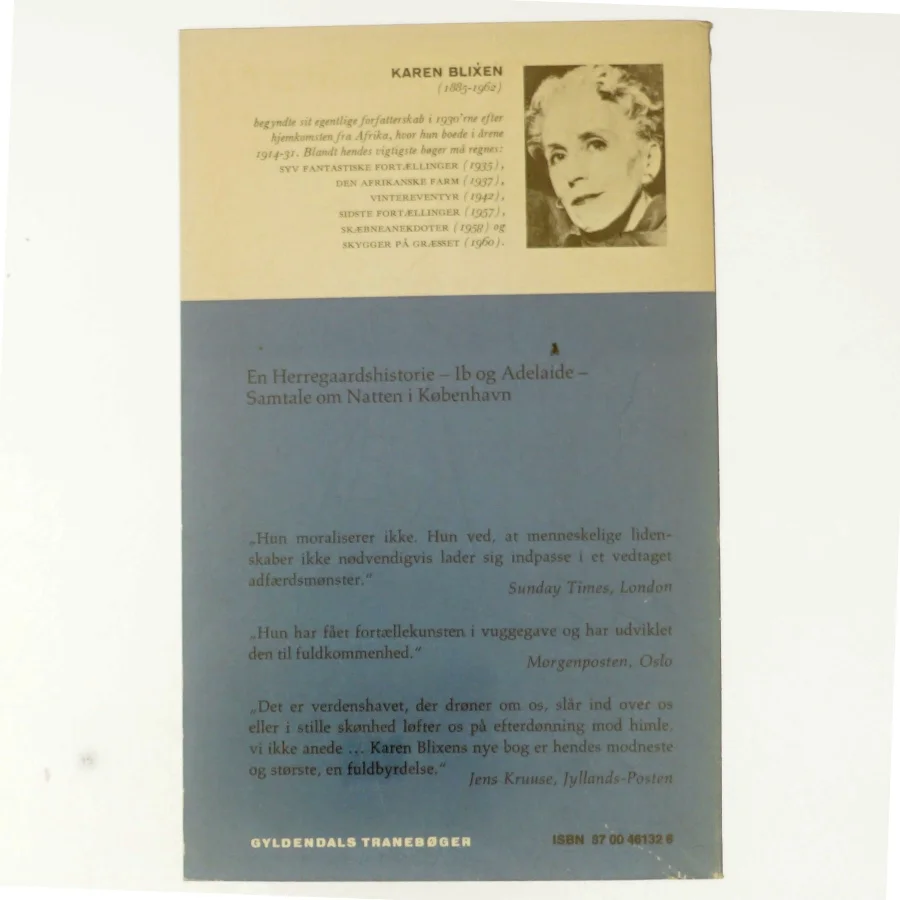 KAREN BLIXEN
(1885-1962)
begyndte sit egentlige forfatterskab i 1930'rne efter
hjemkomsten fra Afrika, hvor hun boede i årene
1914-31. Blandt hendes vigtigste bøger må regnes:
SYV FANTASTISKE FORTÆLLINGER (1935),
DEN AFRIKANSKE FARM (1937),
VINTEREVENTYR (1942),
SIDSTE FORTÆLLINGER (1957),
SKÆBNEANEKDOTER (1958) og
SKYGGER PÅ GRÆSSET (1960).
En Herregaardshistorie – Ib og Adelaide –
Samtale om Natten i København
„Hun moraliserer ikke. Hun ved, at menneskelige liden-
skaber ikke nødvendigvis lader sig indpasse i et vedtaget
adfærdsmønster.“
Sunday Times, London
„Hun har fået fortællekunsten i vuggegave og har udviklet
den til fuldkommenhed.“
Morgenposten, Oslo
„Det er verdenshavet, der drøner om os, slår ind over os
eller i stille skønhed løfter os på efterdønning mod himle,
vi ikke anede ... Karen Blixens nye bog er hendes modneste
og største, en fuldbyrdelse.“
Jens Kruuse, Jyllands-Posten
GYLDENDALS TRANEBØGER
ISBN 87 00 46132 6